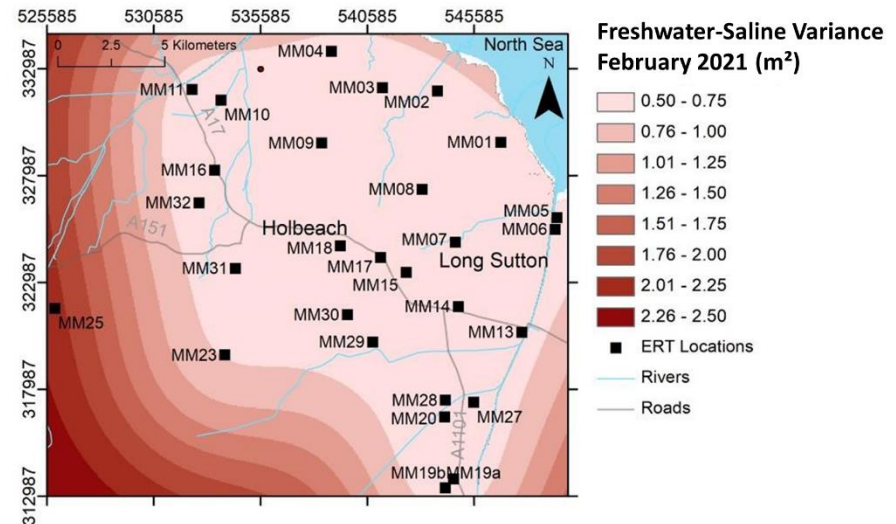 525585 530585 535585 540585 545585
332987
327987
322987
317987
312987
0 2.5 5 Kilometers
North Sea
N
MM04
MM03
MM02
MM11
MM10
A17
MM09
MM01
MM16
MM08
MM32
MM05
MM06
A151
Holbeach
MM18
MM07
MM17
Long Sutton
MM15
MM31
MM25
MM14
MM30
MM13
MM29
MM23
MM28
MM20
MM27
A1101
MM19b
MM19a
Freshwater-Saline Variance
February 2021 (m²)
0.50 - 0.75
0.76 - 1.00
1.01 - 1.25
1.26 - 1.50
1.51 - 1.75
1.76 - 2.00
2.01 - 2.25
2.26 - 2.50
ERT Locations
Rivers
Roads